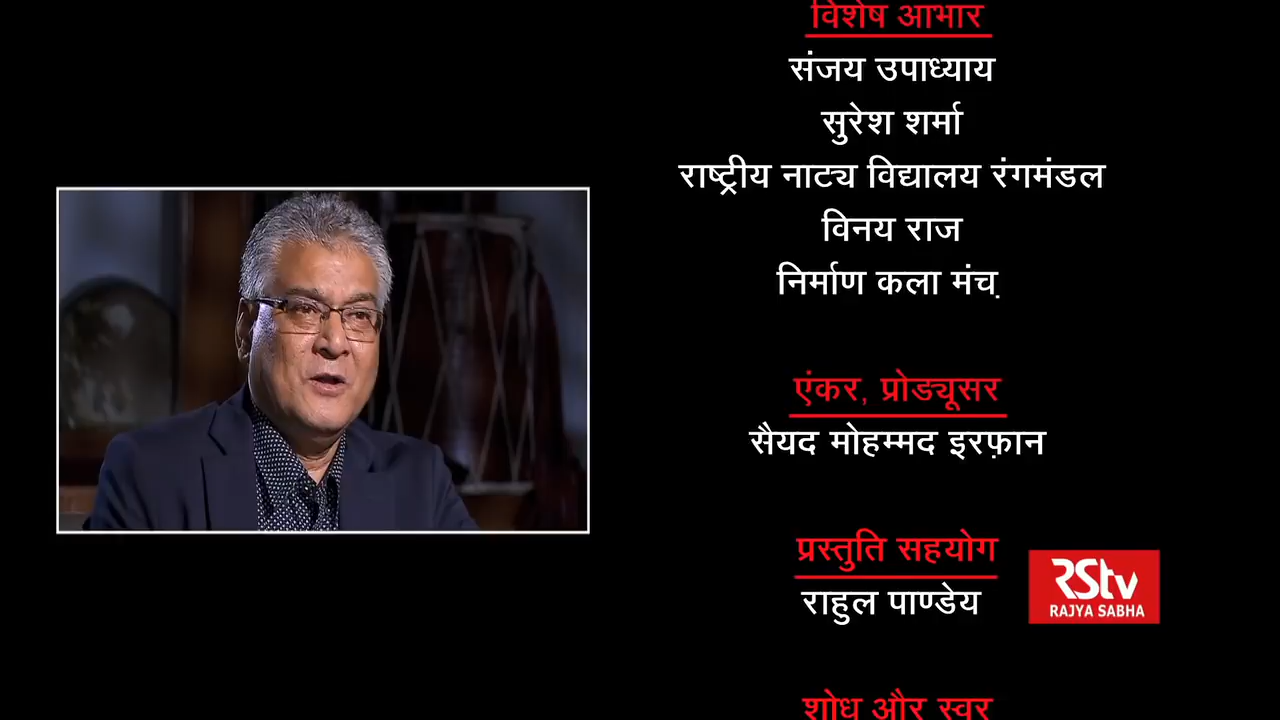 विशेष आभार
संजय उपाध्याय
सुरेश शर्मा
राष्ट्रीय नाट्य विद्यालय रंगमंडल
विनय राज
निर्माण कला मंच.
एंकर, प्रोड्यूसर
सैयद मोहम्मद इरफ़ान
प्रस्तुति सहयोग
राहुल पाण्डेय
RStv
RAJYA SABHA
शोध और स्वर